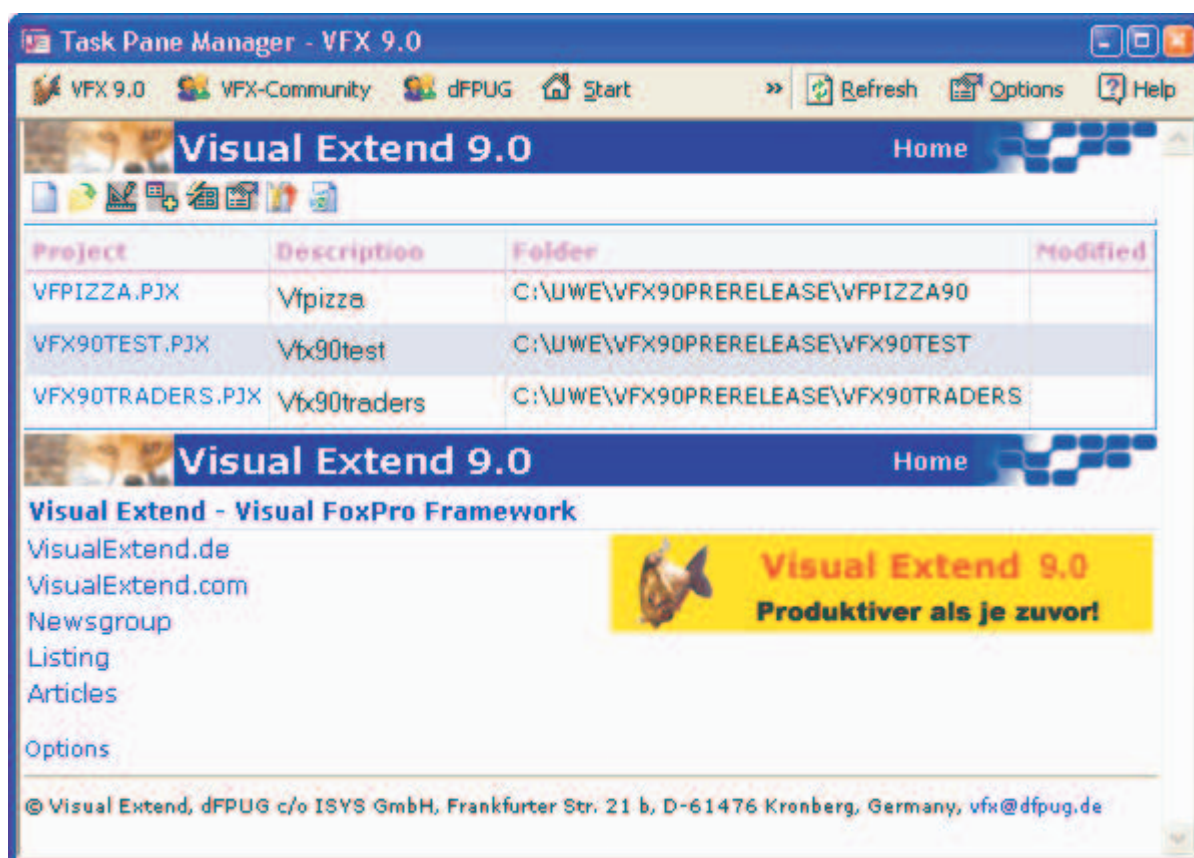 Task Pane Manager - VFX 9.0
VFX 9.0 VFX-Community dFPUG Start » Refresh Options Help
Visual Extend 9.0 Home
Project Description Folder Modified
VFPIZZA.PJX Vfpizza C:\UWE\VFX90PRERELEASE\VFPIZZA90
VFX90TEST.PJX Vfx90test C:\UWE\VFX90PRERELEASE\VFX90TEST
VFX90TRADERS.PJX Vfx90traders C:\UWE\VFX90PRERELEASE\VFX90TRADERS
Visual Extend 9.0 Home
Visual Extend - Visual FoxPro Framework
VisualExtend.de
VisualExtend.com
Newsgroup
Listing
Articles
Visual Extend 9.0
Produktiver als je zuvor!
Options
© Visual Extend, dFPUG c/o ISYS GmbH, Frankfurter Str. 21 b, D-61476 Kronberg, Germany, vfx@dfpug.de